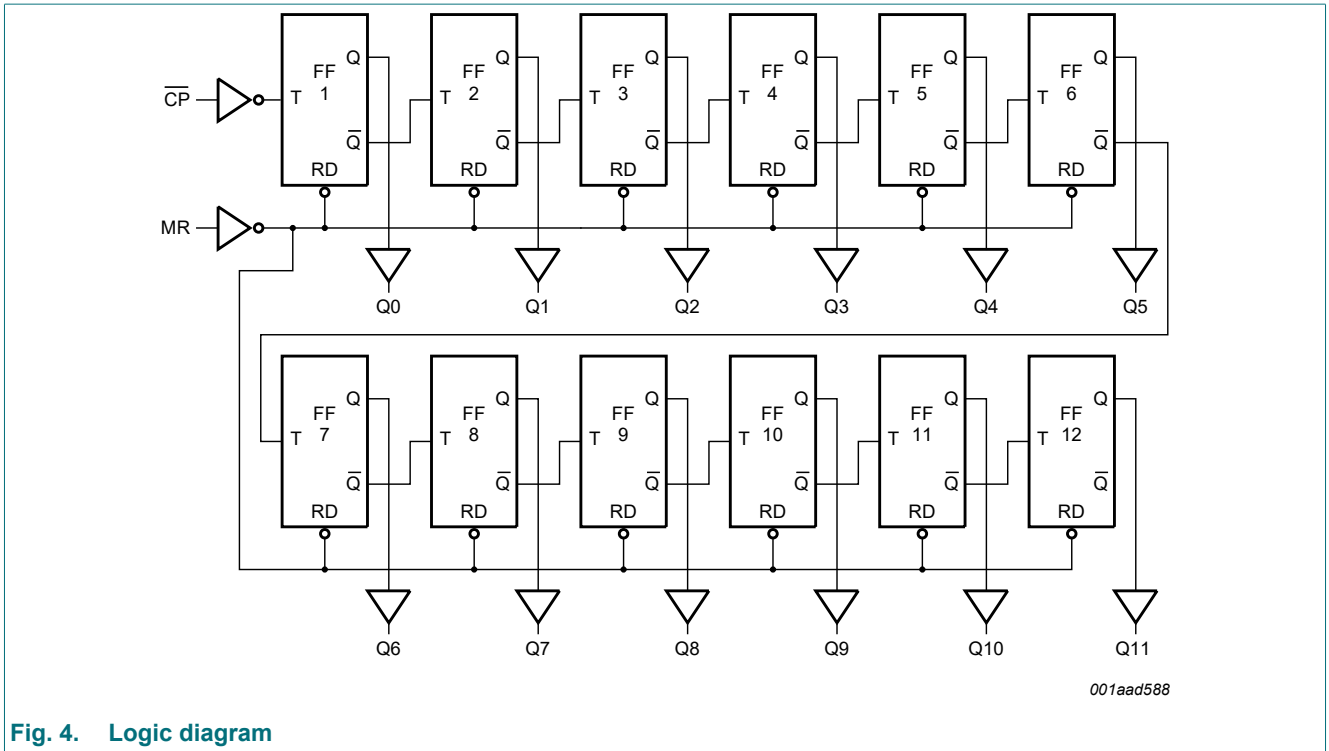 Q Q Q Q Q Q
FF FF FF FF FF FF
C̅P̅ T 1 T 2 T 3 T 4 T 5 T 6
Q̅ Q̅ Q̅ Q̅ Q̅ Q̅
RD RD RD RD RD RD
MR
Q0 Q1 Q2 Q3 Q4 Q5
Q Q Q Q Q Q
FF FF FF FF FF FF
T 7 T 8 T 9 T 10 T 11 T 12
Q̅ Q̅ Q̅ Q̅ Q̅ Q̅
RD RD RD RD RD RD
Q6 Q7 Q8 Q9 Q10 Q11
001aad588
Fig. 4. Logic diagram